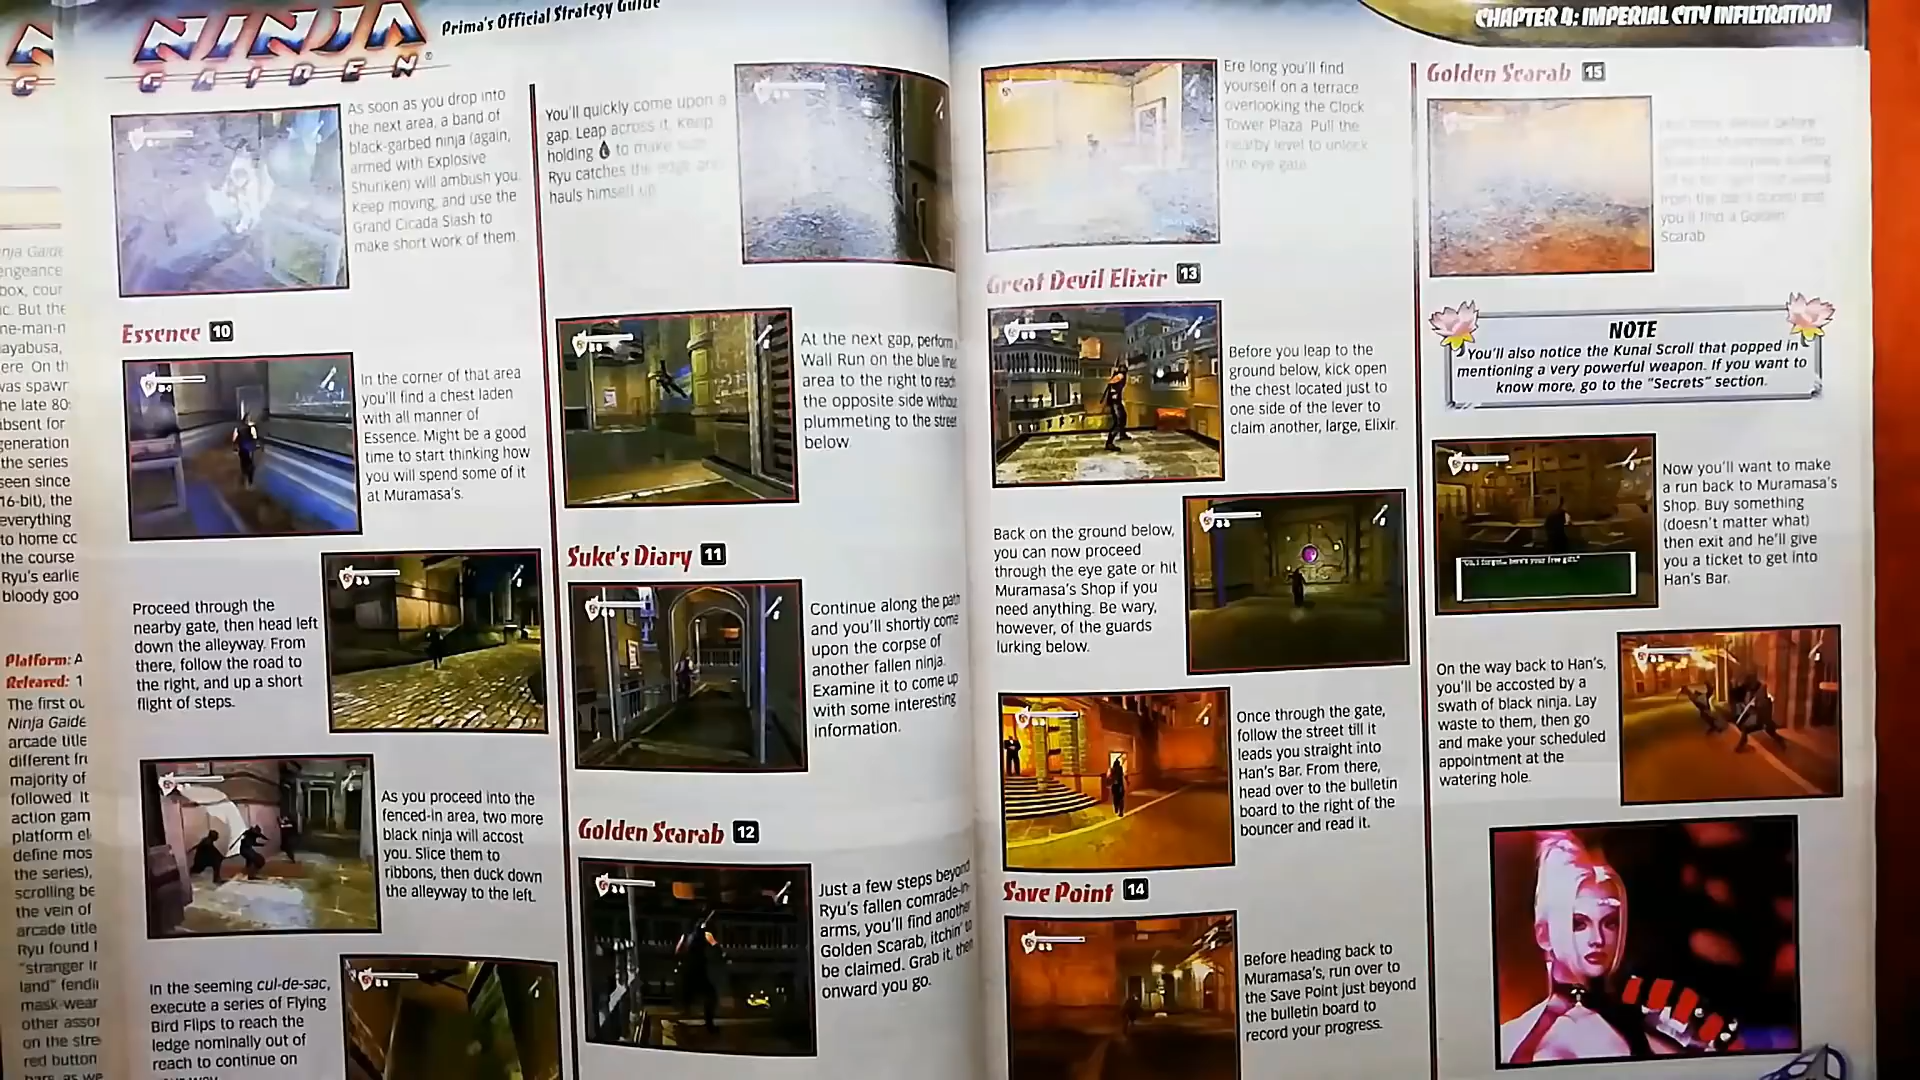 NINJA
GAIDEN®
Prima's Official Strategy Guide
As soon as you drop into
the next area, a band of
black-garbed ninja (again,
armed with Explosive
Shuriken) will ambush you.
Keep moving, and use the
Grand Cicada Slash to
make short work of them.
Essence 10
In the corner of that area
you'll find a chest laden
with all manner of
Essence. Might be a good
time to start thinking how
you will spend some of it
at Muramasa's.
Proceed through the
nearby gate, then head left
down the alleyway. From
there, follow the road to
the right, and up a short
flight of steps.
As you proceed into the
fenced-in area, two more
black ninja will accost
you. Slice them to
ribbons, then duck down
the alleyway to the left.
In the seeming cul-de-sac,
execute a series of Flying
Bird Flips to reach the
ledge nominally out of
reach to continue on
You'll quickly come upon a
gap. Leap across it. Keep
holding to make sure
Ryu catches the edge and
hauls himself up.
At the next gap, perform
Wall Run on the blue lined
area to the right to reach
the opposite side without
plummeting to the street
below.
Suke's Diary 11
Continue along the path
and you'll shortly come
upon the corpse of
another fallen ninja.
Examine it to come up
with some interesting
information.
Golden Scarab 12
Just a few steps beyond
Ryu's fallen comrade-in-
arms, you'll find another
Golden Scarab, itchin' to
be claimed. Grab it, then
onward you go.
CHAPTER 4: IMPERIAL CITY INFILTRATION
Ere long you'll find
yourself on a terrace
overlooking the Clock
Tower Plaza. Pull the
nearby level to unlock
the eye gate.
Great Devil Elixir 13
Before you leap to the
ground below, kick open
the chest located just to
one side of the lever to
claim another, large, Elixir.
Back on the ground below,
you can now proceed
through the eye gate or hit
Muramasa's Shop if you
need anything. Be wary,
however, of the guards
lurking below.
Once through the gate,
follow the street till it
leads you straight into
Han's Bar. From there,
head over to the bulletin
board to the right of the
bouncer and read it.
Save Point 14
Before heading back to
Muramasa's, run over to
the Save Point just beyond
the bulletin board to
record your progress.
Golden Scarab 15
you'll find a Golden
Scarab
NOTE
You'll also notice the Kunai Scroll that popped in
mentioning a very powerful weapon. If you want to
know more, go to the "Secrets" section.
Now you'll want to make
a run back to Muramasa's
Shop. Buy something
(doesn't matter what)
then exit and he'll give
you a ticket to get into
Han's Bar.
"Oh, I forgot... here's your free gift."
On the way back to Han's,
you'll be accosted by a
swath of black ninja. Lay
waste to them, then go
and make your scheduled
appointment at the
watering hole.